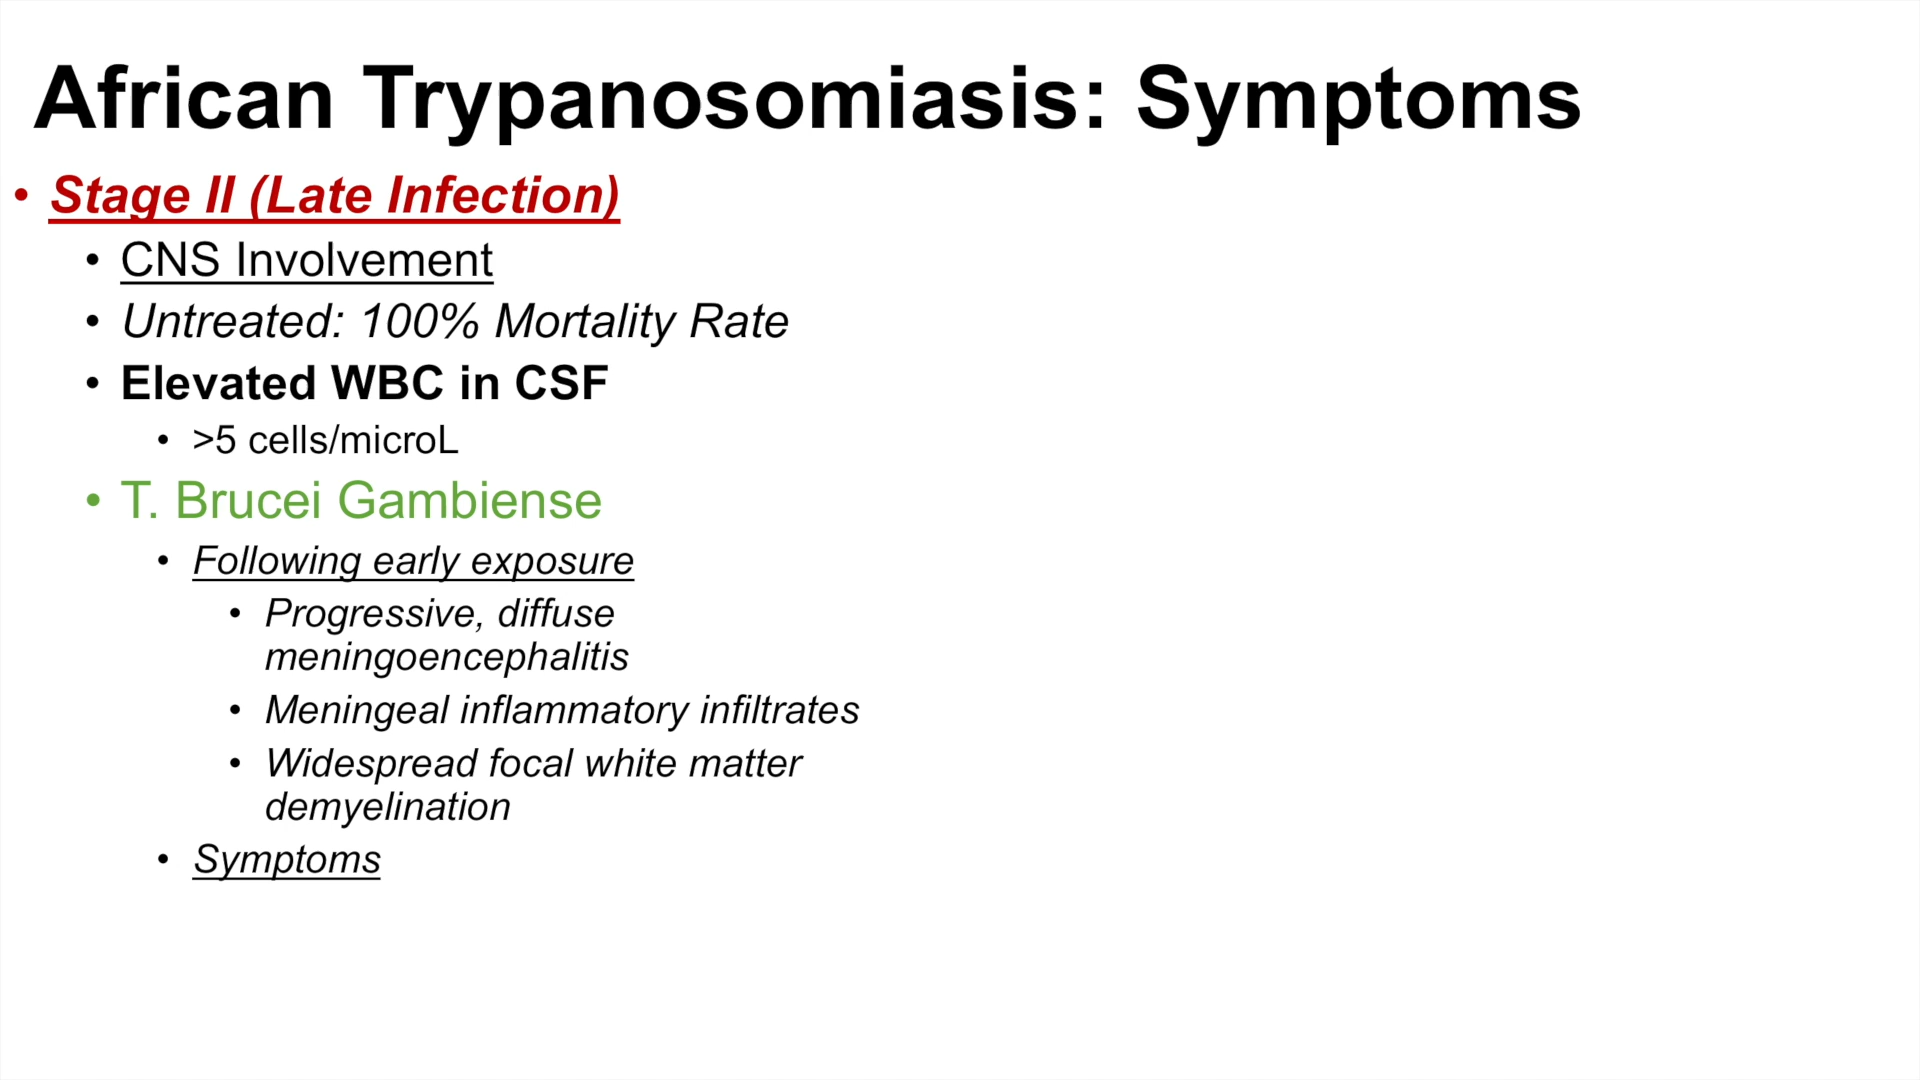 African Trypanosomiasis: Symptoms
• Stage II (Late Infection)
• CNS Involvement
• Untreated: 100% Mortality Rate
• Elevated WBC in CSF
• >5 cells/microL
• T. Brucei Gambiense
• Following early exposure
• Progressive, diffuse
meningoencephalitis
• Meningeal inflammatory infiltrates
• Widespread focal white matter
demyelination
• Symptoms